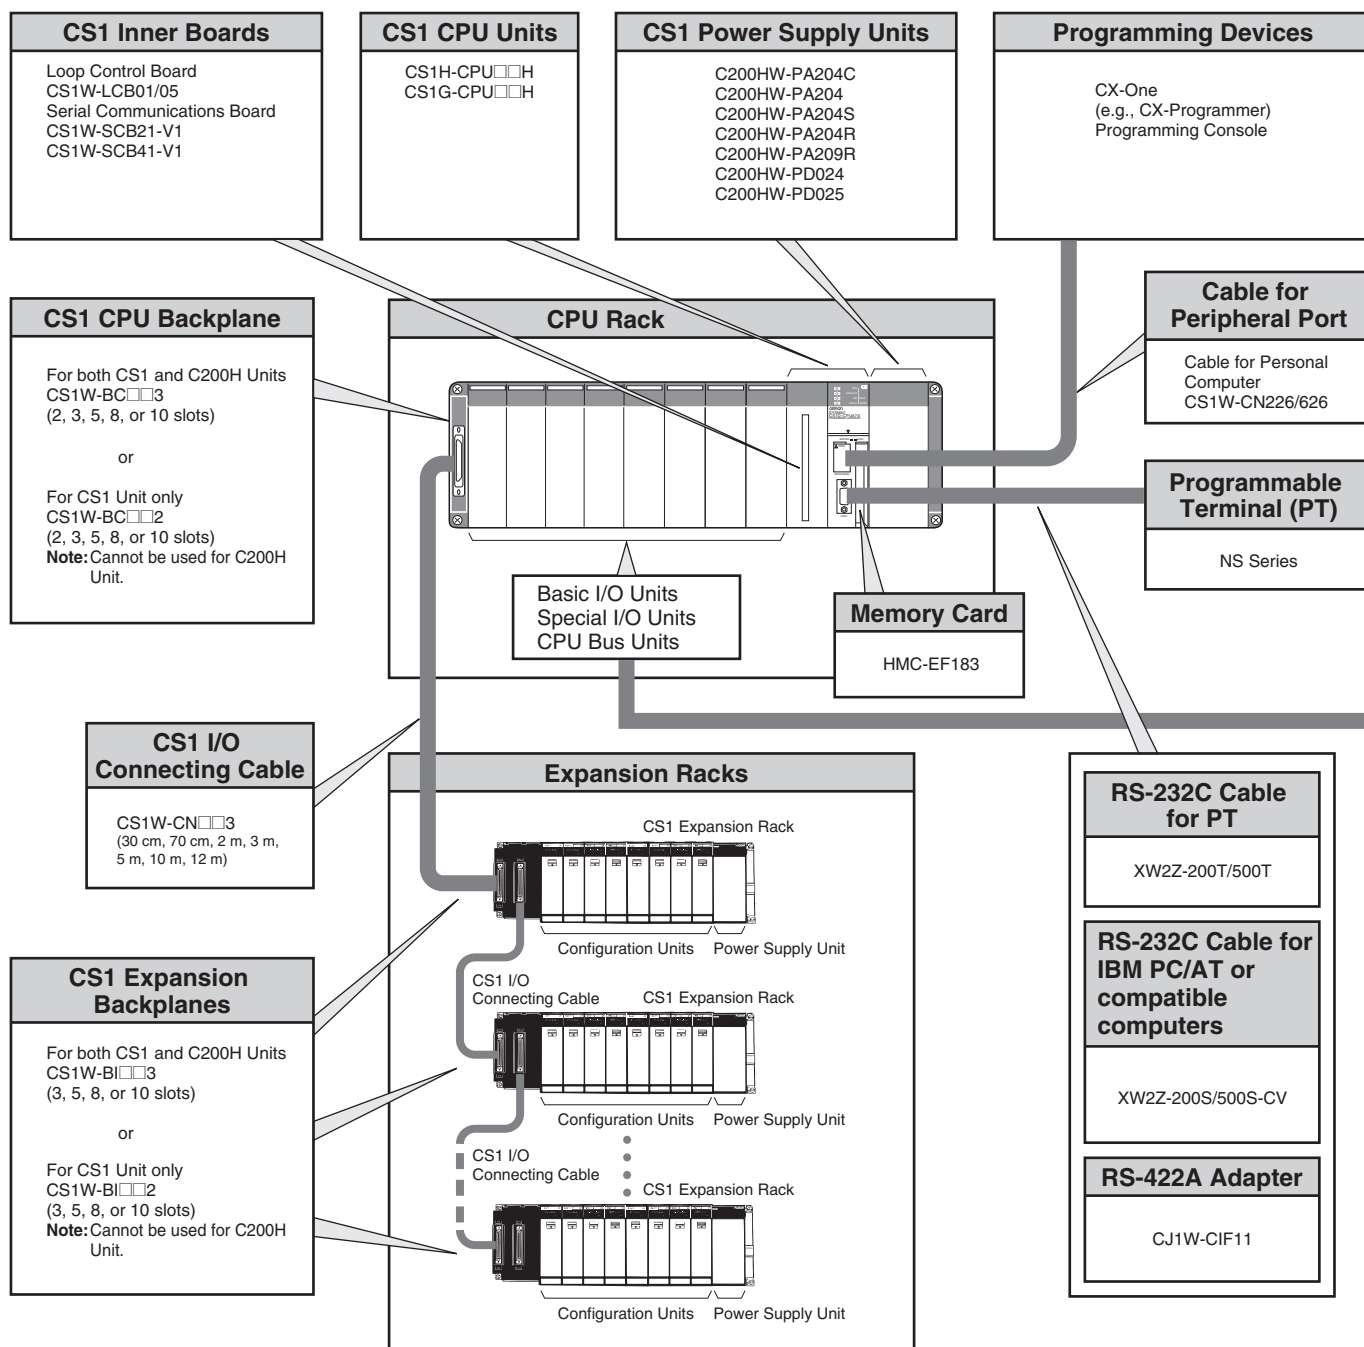 CS1 Inner Boards
Loop Control Board
CS1W-LCB01/05
Serial Communications Board
CS1W-SCB21-V1
CS1W-SCB41-V1
CS1 CPU Units
CS1H-CPU□□H
CS1G-CPU□□H
CS1 Power Supply Units
C200HW-PA204C
C200HW-PA204
C200HW-PA204S
C200HW-PA204R
C200HW-PA209R
C200HW-PD024
C200HW-PD025
Programming Devices
CX-One
(e.g., CX-Programmer)
Programming Console
CS1 CPU Backplane
For both CS1 and C200H Units
CS1W-BC□□3
(2, 3, 5, 8, or 10 slots)
or
For CS1 Unit only
CS1W-BC□□2
(2, 3, 5, 8, or 10 slots)
Note: Cannot be used for C200H
Unit.
CPU Rack
Basic I/O Units
Special I/O Units
CPU Bus Units
Memory Card
HMC-EF183
Cable for
Peripheral Port
Cable for Personal
Computer
CS1W-CN226/626
Programmable
Terminal (PT)
NS Series
CS1 I/O
Connecting Cable
CS1W-CN□□3
(30 cm, 70 cm, 2 m, 3 m,
5 m, 10 m, 12 m)
Expansion Racks
CS1 Expansion Rack
Configuration Units
Power Supply Unit
CS1 I/O
Connecting Cable
CS1 Expansion Rack
Configuration Units
Power Supply Unit
CS1 I/O
Connecting Cable
CS1 Expansion Rack
Configuration Units
Power Supply Unit
CS1 Expansion
Backplanes
For both CS1 and C200H Units
CS1W-BI□□3
(3, 5, 8, or 10 slots)
or
For CS1 Unit only
CS1W-BI□□2
(3, 5, 8, or 10 slots)
Note: Cannot be used for C200H
Unit.
RS-232C Cable
for PT
XW2Z-200T/500T
RS-232C Cable for
IBM PC/AT or
compatible
computers
XW2Z-200S/500S-CV
RS-422A Adapter
CJ1W-CIF11